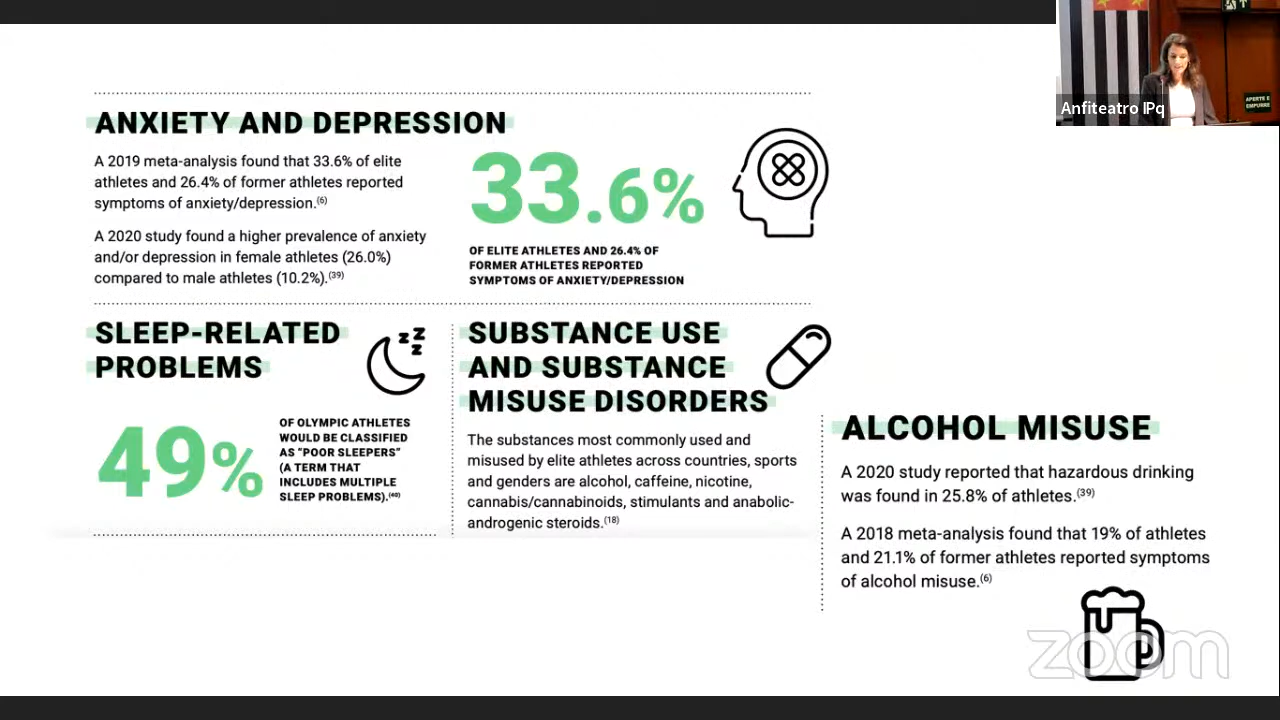 ANXIETY AND DEPRESSION
A 2019 meta-analysis found that 33.6% of elite
athletes and 26.4% of former athletes reported
symptoms of anxiety/depression.(6)
A 2020 study found a higher prevalence of anxiety
and/or depression in female athletes (26.0%)
compared to male athletes (10.2%).(39)
33.6%
OF ELITE ATHLETES AND 26.4% OF
FORMER ATHLETES REPORTED
SYMPTOMS OF ANXIETY/DEPRESSION
Anfiteatro IPq
APERTE E
EMPURRE
SLEEP-RELATED
PROBLEMS
z z
z
49%
OF OLYMPIC ATHLETES
WOULD BE CLASSIFIED
AS “POOR SLEEPERS”
(A TERM THAT
INCLUDES MULTIPLE
SLEEP PROBLEMS).(40)
SUBSTANCE USE
AND SUBSTANCE
MISUSE DISORDERS
The substances most commonly used and
misused by elite athletes across countries, sports
and genders are alcohol, caffeine, nicotine,
cannabis/cannabinoids, stimulants and anabolic-
androgenic steroids.(18)
ALCOHOL MISUSE
A 2020 study reported that hazardous drinking
was found in 25.8% of athletes.(39)
A 2018 meta-analysis found that 19% of athletes
and 21.1% of former athletes reported symptoms
of alcohol misuse.(6)
zoom